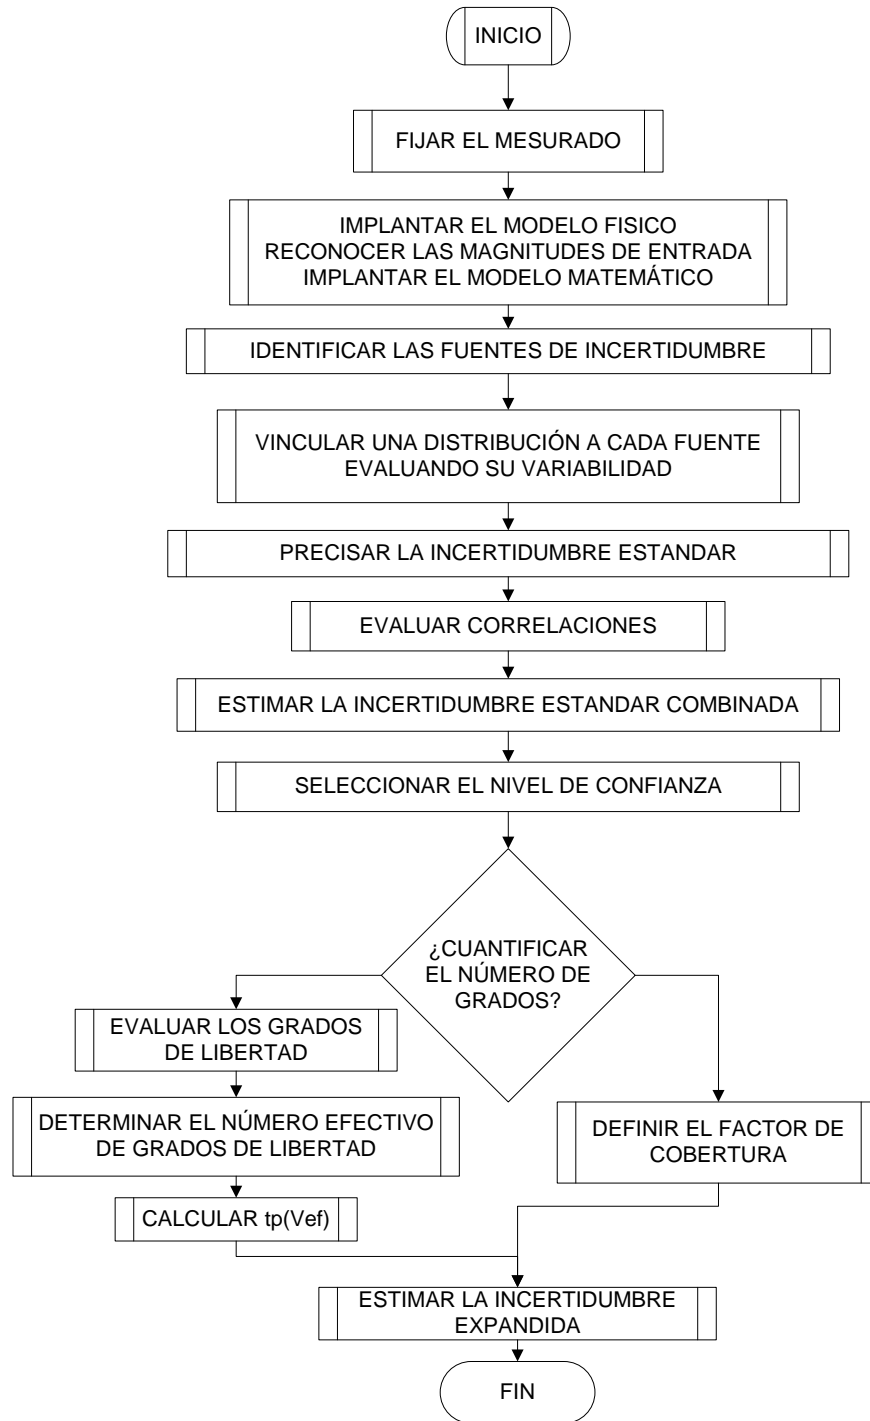 INICIO
FIJAR EL MESURADO
IMPLANTAR EL MODELO FISICO
RECONOCER LAS MAGNITUDES DE ENTRADA
IMPLANTAR EL MODELO MATEMÁTICO
IDENTIFICAR LAS FUENTES DE INCERTIDUMBRE
VINCULAR UNA DISTRIBUCIÓN A CADA FUENTE
EVALUANDO SU VARIABILIDAD
PRECISAR LA INCERTIDUMBRE ESTANDAR
EVALUAR CORRELACIONES
ESTIMAR LA INCERTIDUMBRE ESTANDAR COMBINADA
SELECCIONAR EL NIVEL DE CONFIANZA
¿CUANTIFICAR
EL NÚMERO DE
GRADOS?
EVALUAR LOS GRADOS
DE LIBERTAD
DETERMINAR EL NÚMERO EFECTIVO
DE GRADOS DE LIBERTAD
CALCULAR tp(Vef)
DEFINIR EL FACTOR DE
COBERTURA
ESTIMAR LA INCERTIDUMBRE
EXPANDIDA
FIN